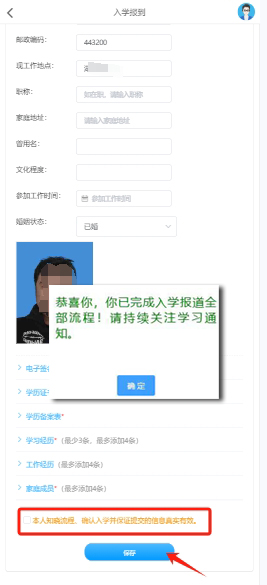 入学报到
邮政编码：
443200
现工作地点：
职称：
如在职，请输入职称
家庭地址：
请输入家庭地址
曾用名：
文化程度：
参加工作时间：
参加工作时间
婚姻状态：
已婚
恭喜你，你已完成入学报道全
部流程！请持续关注学习通
知。
确 定
电子签
学历证
学历备案表*
学习经历*（最少3条，最多添加4条）
工作经历（最多添加4条）
家庭成员*（最多添加4条）
本人知晓流程，确认入学并保证提交的信息真实有效。
保存